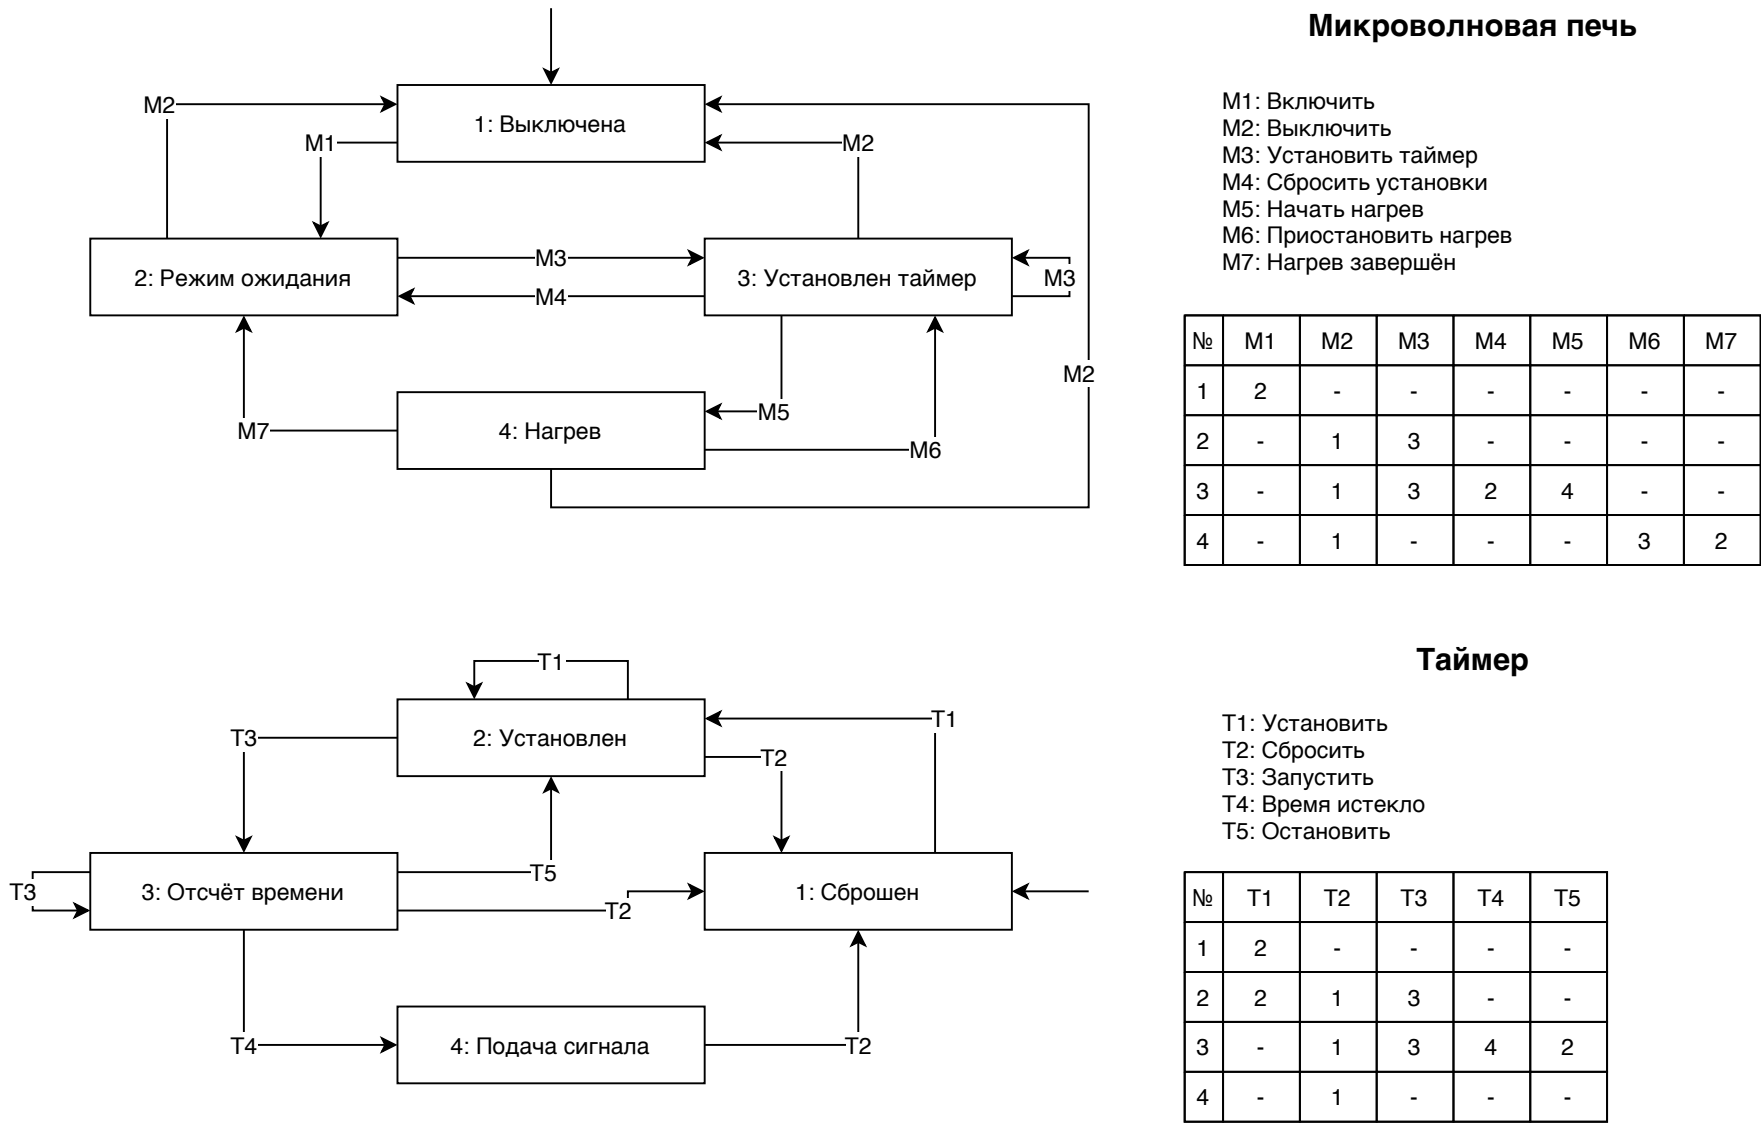 Микроволновая печь
M2
1: Выключена
M1
M2
2: Режим ожидания
M3
M4
3: Установлен таймер
M3
M2
M5
M7
4: Нагрев
M6
M1: Включить
M2: Выключить
M3: Установить таймер
M4: Сбросить установки
M5: Начать нагрев
M6: Приостановить нагрев
M7: Нагрев завершён
№ M1 M2 M3 M4 M5 M6 M7
1 2 - - - - - -
2 - 1 3 - - - -
3 - 1 3 2 4 - -
4 - 1 - - - 3 2
Таймер
T1
2: Установлен
T1
T3
T2
T3
3: Отсчёт времени
T5
T2
1: Сброшен
T4
4: Подача сигнала
T2
T1: Установить
T2: Сбросить
T3: Запустить
T4: Время истекло
T5: Остановить
№ T1 T2 T3 T4 T5
1 2 - - - -
2 2 1 3 - -
3 - 1 3 4 2
4 - 1 - - -